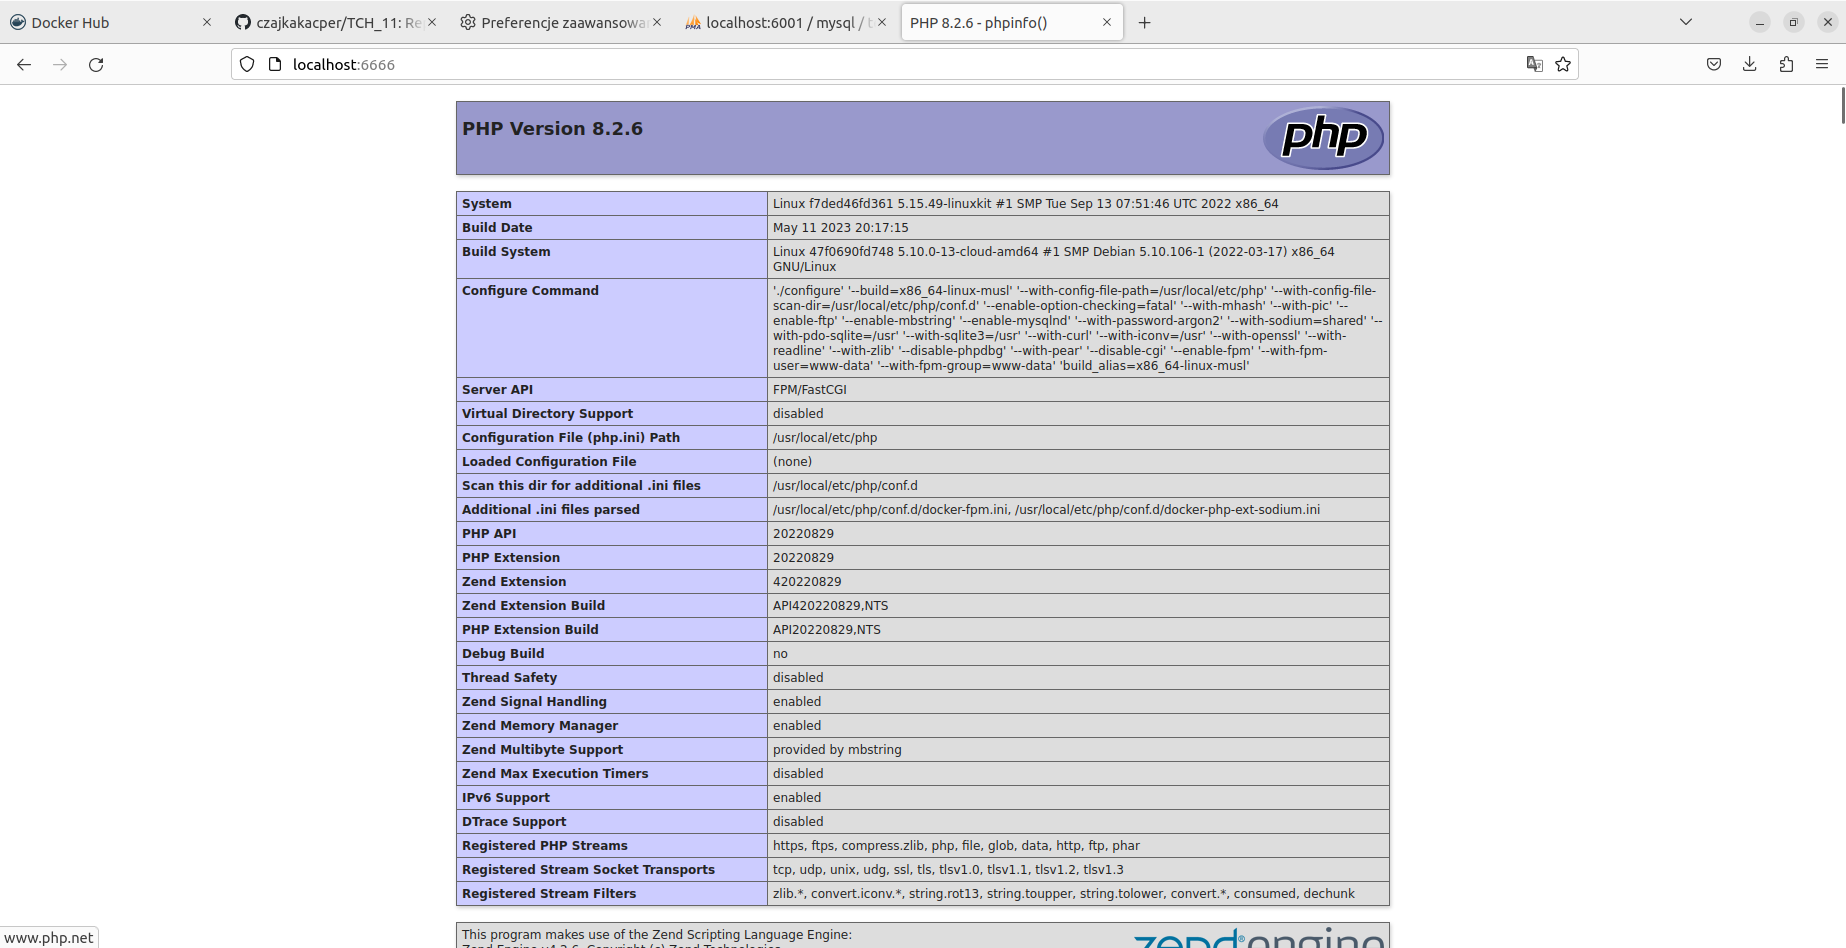 Docker Hub
czajkakacper/TCH_11: Re
Preferencje zaawansowa
localhost:6001 / mysql / t
PHP 8.2.6 - phpinfo()
localhost:6666
PHP Version 8.2.6
php
System Linux f7ded46fd361 5.15.49-linuxkit #1 SMP Tue Sep 13 07:51:46 UTC 2022 x86_64
Build Date May 11 2023 20:17:15
Build System Linux 47f0690fd748 5.10.0-13-cloud-amd64 #1 SMP Debian 5.10.106-1 (2022-03-17) x86_64
GNU/Linux
Configure Command './configure' '--build=x86_64-linux-musl' '--with-config-file-path=/usr/local/etc/php' '--with-config-file-
scan-dir=/usr/local/etc/php/conf.d' '--enable-option-checking=fatal' '--with-mhash' '--with-pic' '--
enable-ftp' '--enable-mbstring' '--enable-mysqlnd' '--with-password-argon2' '--with-sodium=shared' '--
with-pdo-sqlite=/usr' '--with-sqlite3=/usr' '--with-curl' '--with-iconv=/usr' '--with-openssl' '--with-
readline' '--with-zlib' '--disable-phpdbg' '--with-pear' '--disable-cgi' '--enable-fpm' '--with-fpm-
user=www-data' '--with-fpm-group=www-data' 'build_alias=x86_64-linux-musl'
Server API FPM/FastCGI
Virtual Directory Support disabled
Configuration File (php.ini) Path /usr/local/etc/php
Loaded Configuration File (none)
Scan this dir for additional .ini files /usr/local/etc/php/conf.d
Additional .ini files parsed /usr/local/etc/php/conf.d/docker-fpm.ini, /usr/local/etc/php/conf.d/docker-php-ext-sodium.ini
PHP API 20220829
PHP Extension 20220829
Zend Extension 420220829
Zend Extension Build API420220829,NTS
PHP Extension Build API20220829,NTS
Debug Build no
Thread Safety disabled
Zend Signal Handling enabled
Zend Memory Manager enabled
Zend Multibyte Support provided by mbstring
Zend Max Execution Timers disabled
IPv6 Support enabled
DTrace Support disabled
Registered PHP Streams https, ftps, compress.zlib, php, file, glob, data, http, ftp, phar
Registered Stream Socket Transports tcp, udp, unix, udg, ssl, tls, tlsv1.0, tlsv1.1, tlsv1.2, tlsv1.3
Registered Stream Filters zlib.*, convert.iconv.*, string.rot13, string.toupper, string.tolower, convert.*, consumed, dechunk
This program makes use of the Zend Scripting Language Engine:
zend engine
www.php.net